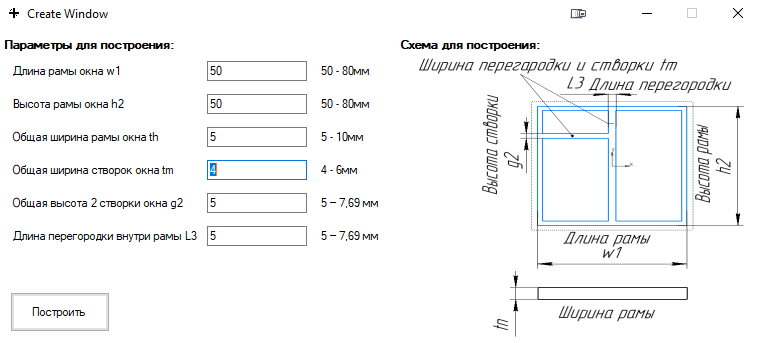 Create Window
Параметры для построения:
Длина рамы окна w1
50
50 - 80мм
Высота рамы окна h2
50
50 - 80мм
Общая ширина рамы окна th
5
5 - 10мм
Общая ширина створок окна tm
4
4 - 6мм
Общая высота 2 створки окна g2
5
5 – 7,69 мм
Длина перегородки внутри рамы L3
5
5 – 7,69 мм
Построить
Схема для построения:
Ширина перегородки и створки tm
L3 Длина перегородки
Высота створки
g2
Высота рамы
h2
Длина рамы
w1
Ширина рамы
tn